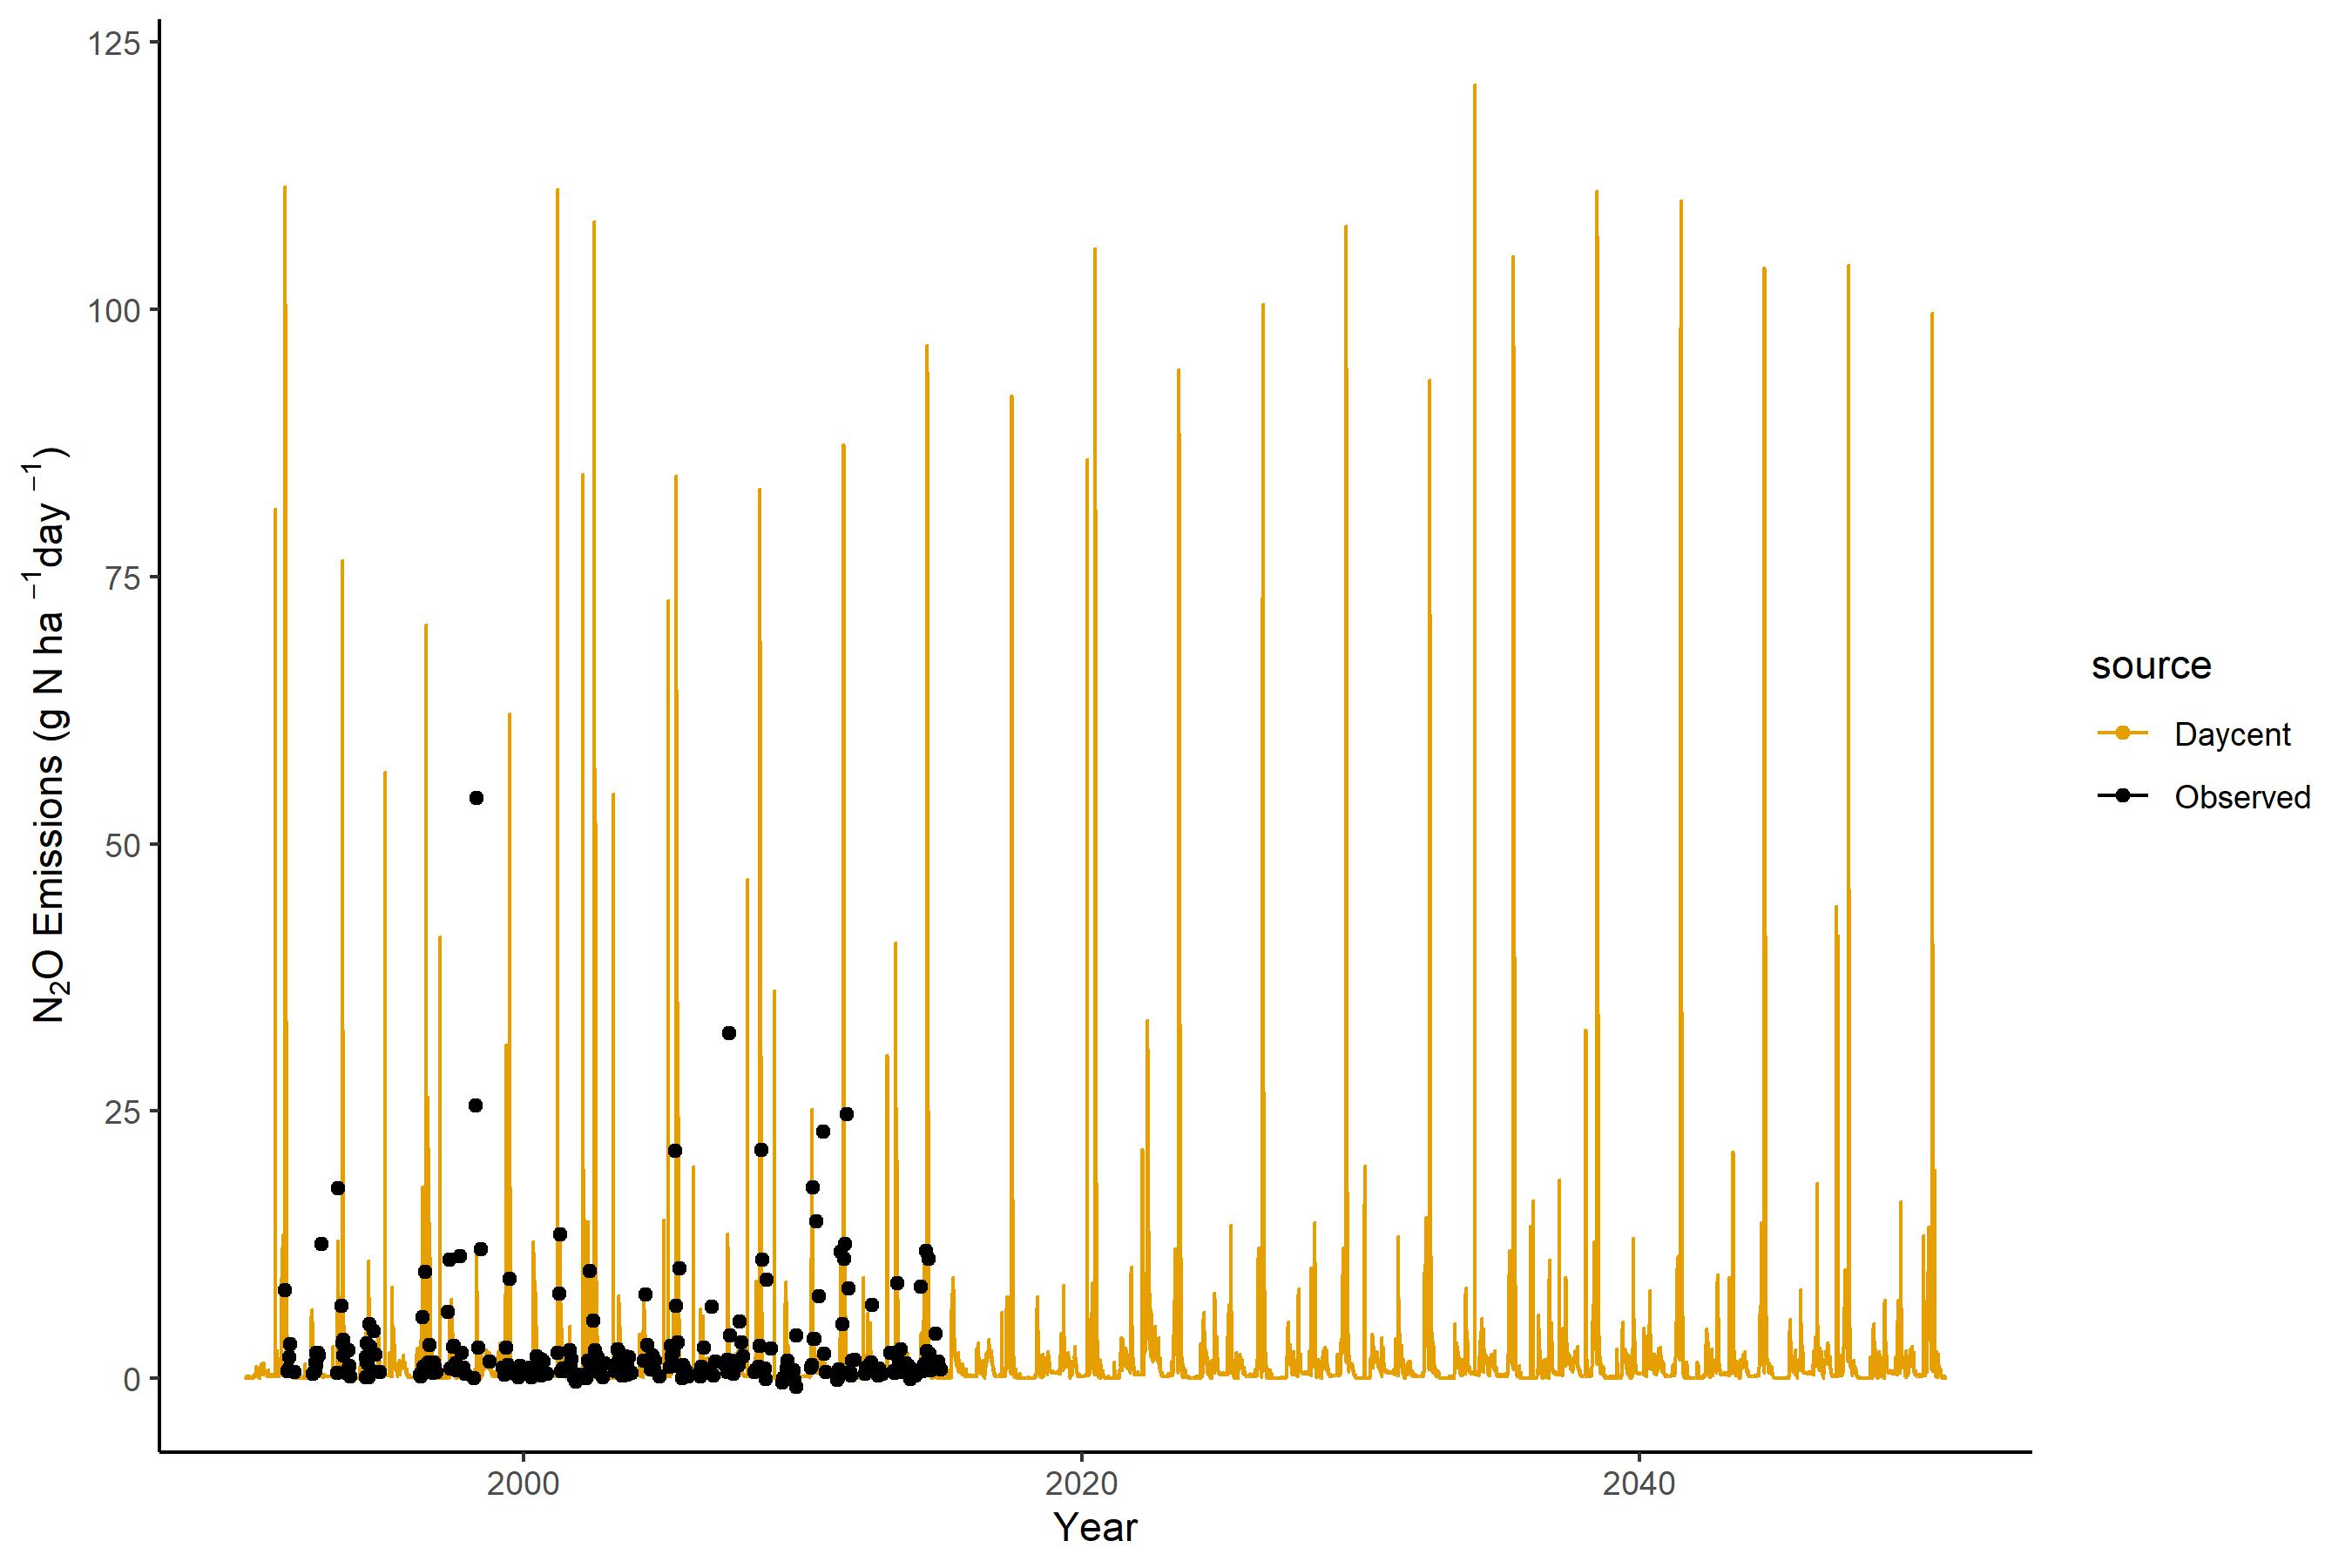 125
100
75
50
25
0
N₂O Emissions (g N ha ⁻¹day ⁻¹)
2000
2020
2040
Year
source
Daycent
Observed